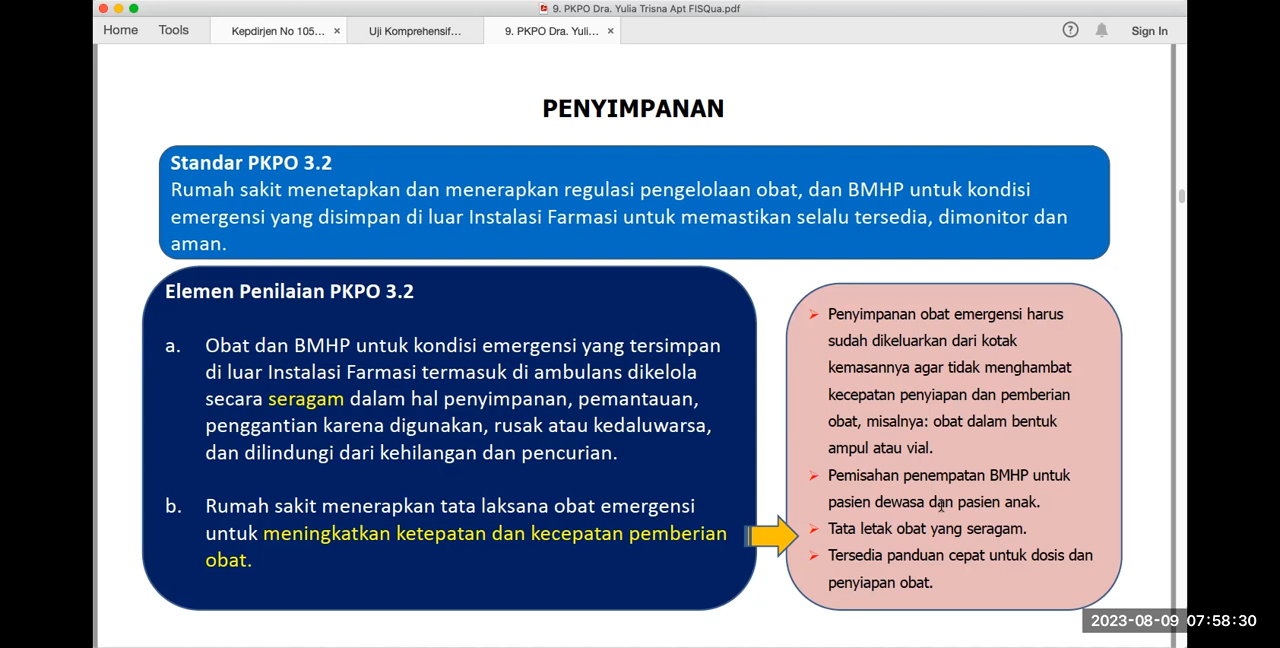 9. PKPO Dra. Yulia Trisna Apt FISQua.pdf
Home Tools Kepdirjen No 105... × Uji Komprehensif... 9. PKPO Dra. Yuli... × ? Sign In
PENYIMPANAN
Standar PKPO 3.2
Rumah sakit menetapkan dan menerapkan regulasi pengelolaan obat, dan BMHP untuk kondisi
emergensi yang disimpan di luar Instalasi Farmasi untuk memastikan selalu tersedia, dimonitor dan
aman.
Elemen Penilaian PKPO 3.2
a. Obat dan BMHP untuk kondisi emergensi yang tersimpan
di luar Instalasi Farmasi termasuk di ambulans dikelola
secara seragam dalam hal penyimpanan, pemantauan,
penggantian karena digunakan, rusak atau kedaluwarsa,
dan dilindungi dari kehilangan dan pencurian.
b. Rumah sakit menerapkan tata laksana obat emergensi
untuk meningkatkan ketepatan dan kecepatan pemberian
obat.
Penyimpanan obat emergensi harus
sudah dikeluarkan dari kotak
kemasannya agar tidak menghambat
kecepatan penyiapan dan pemberian
obat, misalnya: obat dalam bentuk
ampul atau vial.
Pemisahan penempatan BMHP untuk
pasien dewasa dan pasien anak.
Tata letak obat yang seragam.
Tersedia panduan cepat untuk dosis dan
penyiapan obat.
2023-08-09 07:58:30